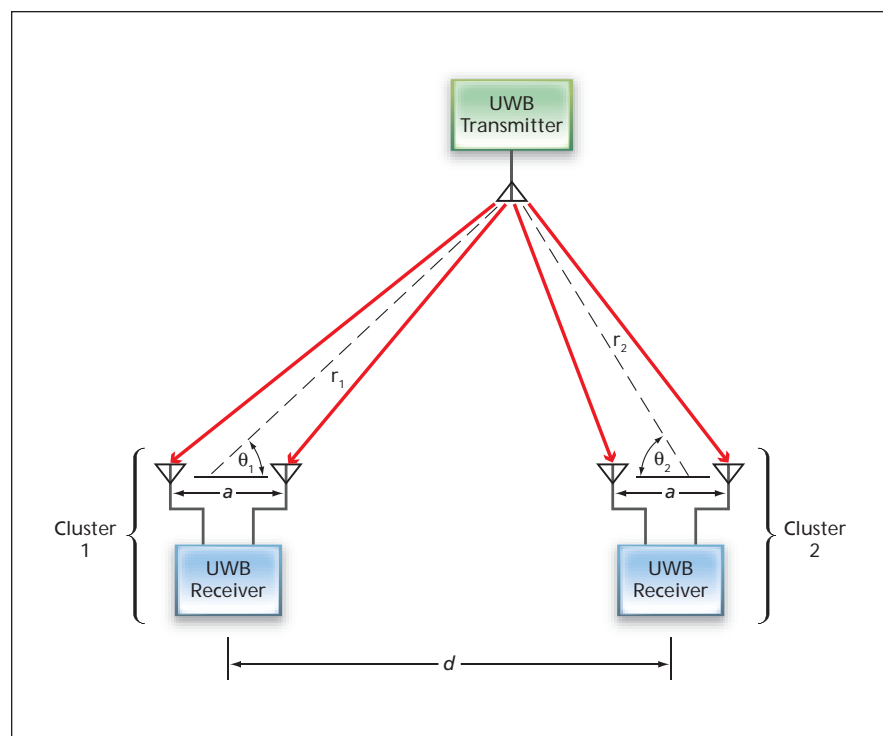 UWB
Transmitter
r₁
r₂
θ₁
θ₂
a
a
Cluster
1
Cluster
2
UWB
Receiver
UWB
Receiver
d